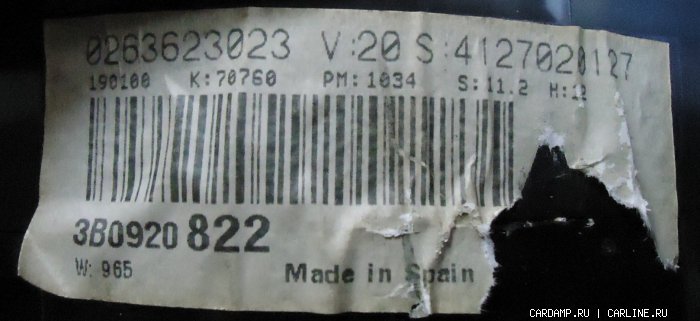 0263623023 V:20 S:4127020127
190100 K:70760 PM:1034 S:11.2 H:12
3B0920 822
W: 965 Made in Spain
CARDAMP.RU | CARLINE.RU